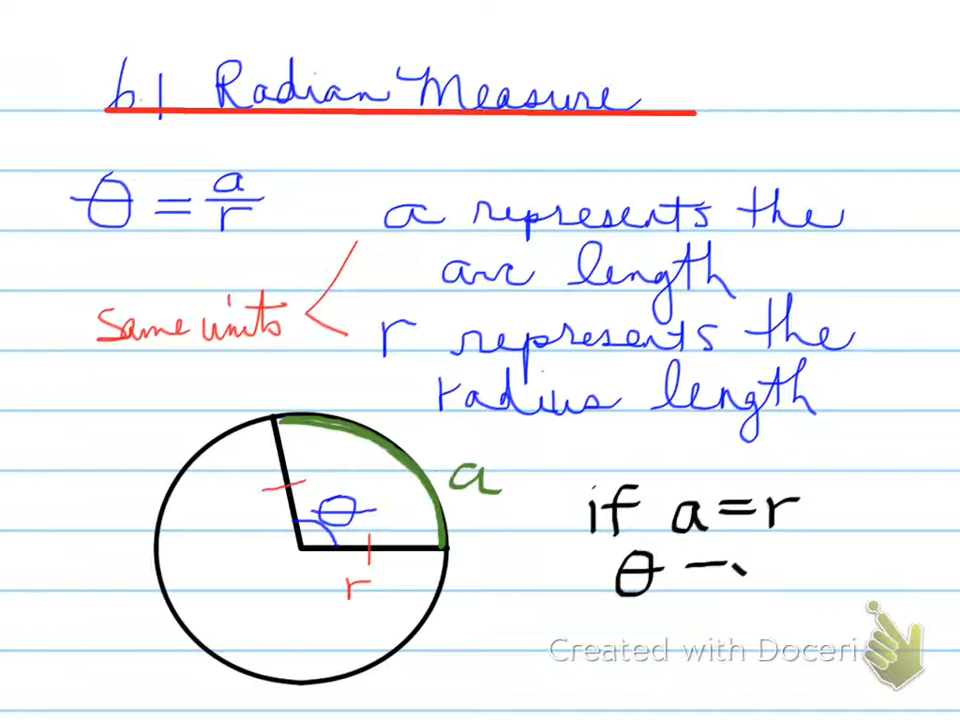 6.1 Radian Measure
θ = a/r
a represents the
arc length
same units
r represents the
radius length
a
θ
r
if a = r
θ
Created with Doceri